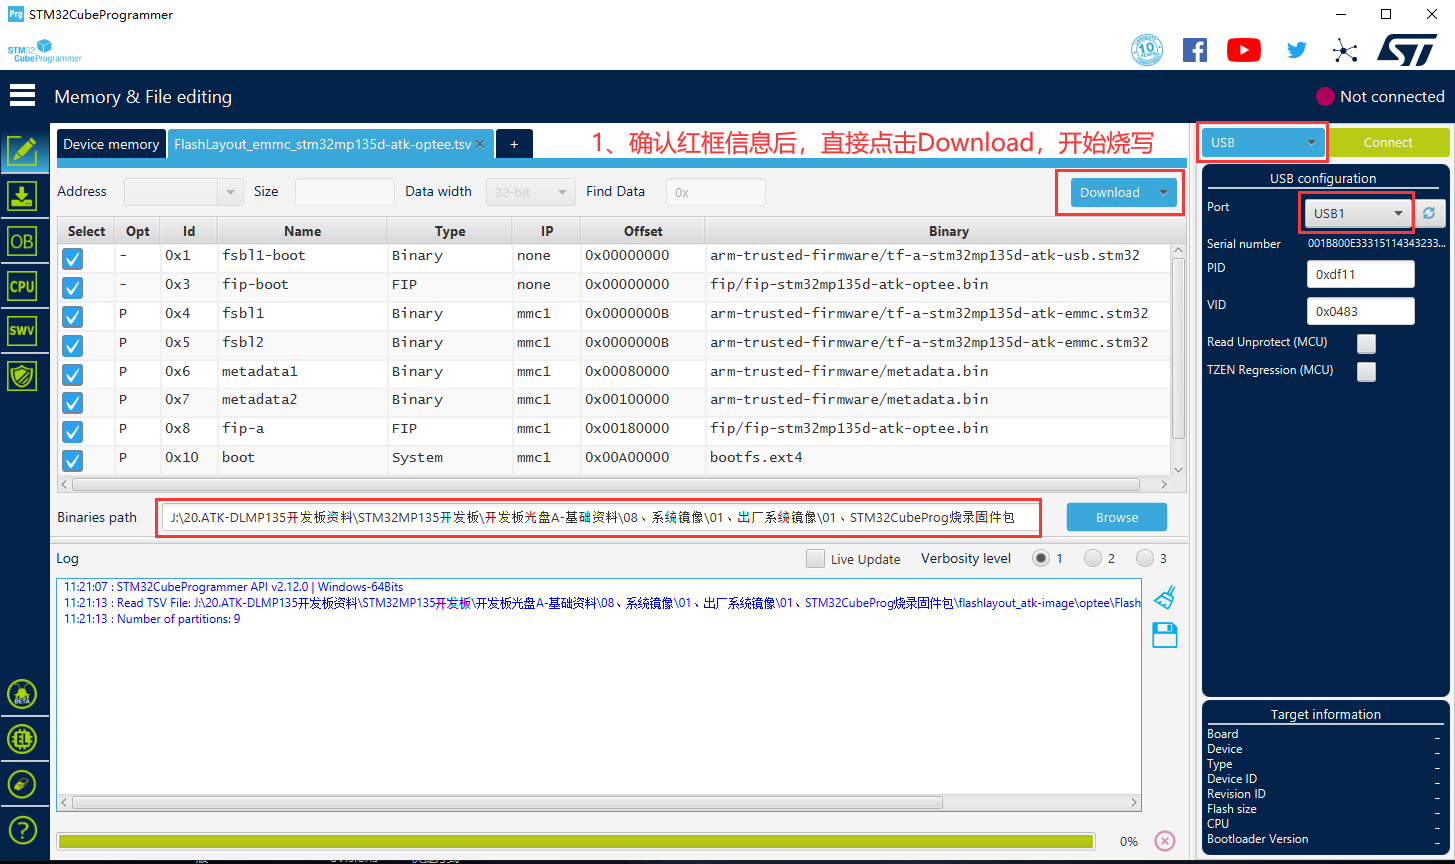 Prg STM32CubeProgrammer
STM32
CubeProgrammer
10
Memory & File editing
Not connected
Device memory
FlashLayout_emmc_stm32mp135d-atk-optee.tsv
+
1、确认红框信息后，直接点击Download，开始烧写
USB
Connect
Address
Size
Data width
32-bit
Find Data
0x
Download
Select Opt Id Name Type IP Offset Binary
- 0x1 fsbl1-boot Binary none 0x00000000 arm-trusted-firmware/tf-a-stm32mp135d-atk-usb.stm32
- 0x3 fip-boot FIP none 0x00000000 fip/fip-stm32mp135d-atk-optee.bin
P 0x4 fsbl1 Binary mmc1 0x0000000B arm-trusted-firmware/tf-a-stm32mp135d-atk-emmc.stm32
P 0x5 fsbl2 Binary mmc1 0x0000000B arm-trusted-firmware/tf-a-stm32mp135d-atk-emmc.stm32
P 0x6 metadata1 Binary mmc1 0x00080000 arm-trusted-firmware/metadata.bin
P 0x7 metadata2 Binary mmc1 0x00100000 arm-trusted-firmware/metadata.bin
P 0x8 fip-a FIP mmc1 0x00180000 fip/fip-stm32mp135d-atk-optee.bin
P 0x10 boot System mmc1 0x00A00000 bootfs.ext4
Binaries path
J:\20.ATK-DLMP135开发板资料\STM32MP135开发板\开发板光盘A-基础资料\08、系统镜像\01、出厂系统镜像\01、STM32CubeProg烧录固件包
Browse
Log
Live Update
Verbosity level
1
2
3
11:21:07 : STM32CubeProgrammer API v2.12.0 | Windows-64Bits
11:21:13 : Read TSV File: J:\20.ATK-DLMP135开发板资料\STM32MP135开发板\开发板光盘A-基础资料\08、系统镜像\01、出厂系统镜像\01、STM32CubeProg烧录固件包\flashlayout_atk-image\optee\Flash
11:21:13 : Number of partitions: 9
0%
OB
CPU
SWV
BETA
EL
?
USB configuration
Port
USB1
Serial number
001B800E33315114343233...
PID
0xdf11
VID
0x0483
Read Unprotect (MCU)
TZEN Regression (MCU)
Target information
Board -
Device -
Type -
Device ID -
Revision ID -
Flash size -
CPU -
Bootloader Version -